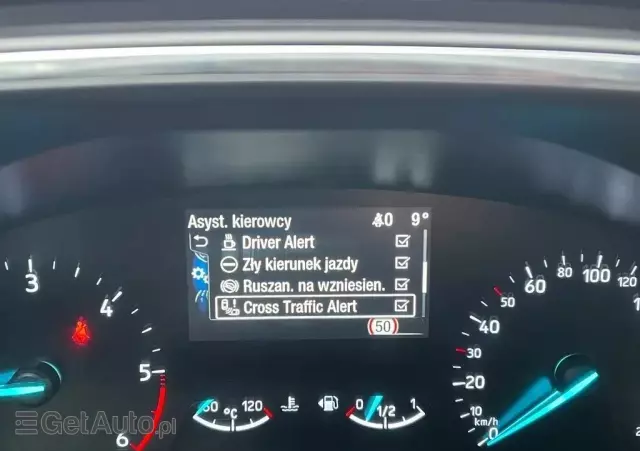 Asyst. kierowcy 0 9°
Driver Alert
Zły kierunek jazdy
Ruszan. na wzniesien.
Cross Traffic Alert
50
3
4
5
6
60 °C 120
0 1/2 1
0
10
20
30
40
50
60
80
100
120
km/h
GetAuto.pl